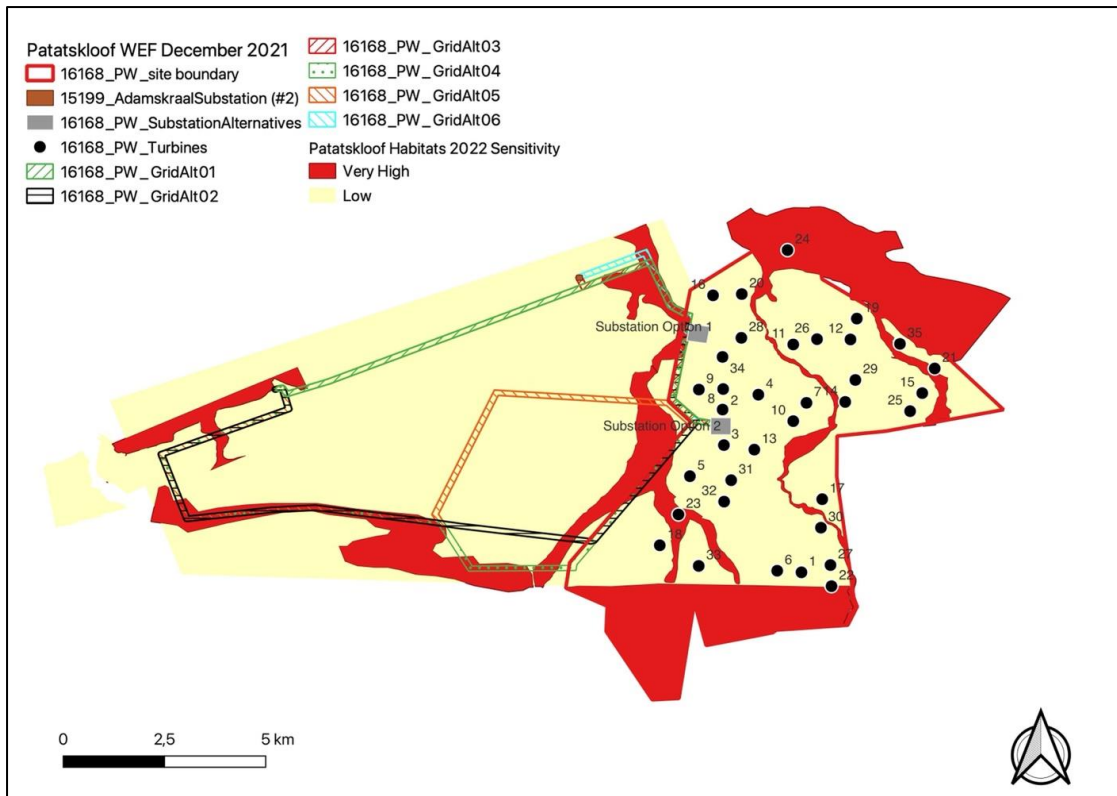 Patatskloof WEF December 2021
16168_PW_site boundary
15199_AdamskraalSubstation (#2)
16168_PW_SubstationAlternatives
16168_PW_Turbines
16168_PW_GridAlt01
16168_PW_GridAlt02
16168_PW_GridAlt03
16168_PW_GridAlt04
16168_PW_GridAlt05
16168_PW_GridAlt06
Patatskloof Habitats 2022 Sensitivity
Very High
Low
24
16
20
19
Substation Option 1
28
11
26
12
35
34
21
9
8
4
29
15
2
7
14
25
10
Substation Option 2
3
13
5
31
32
17
23
30
18
33
6
1
27
22
0
2,5
5 km